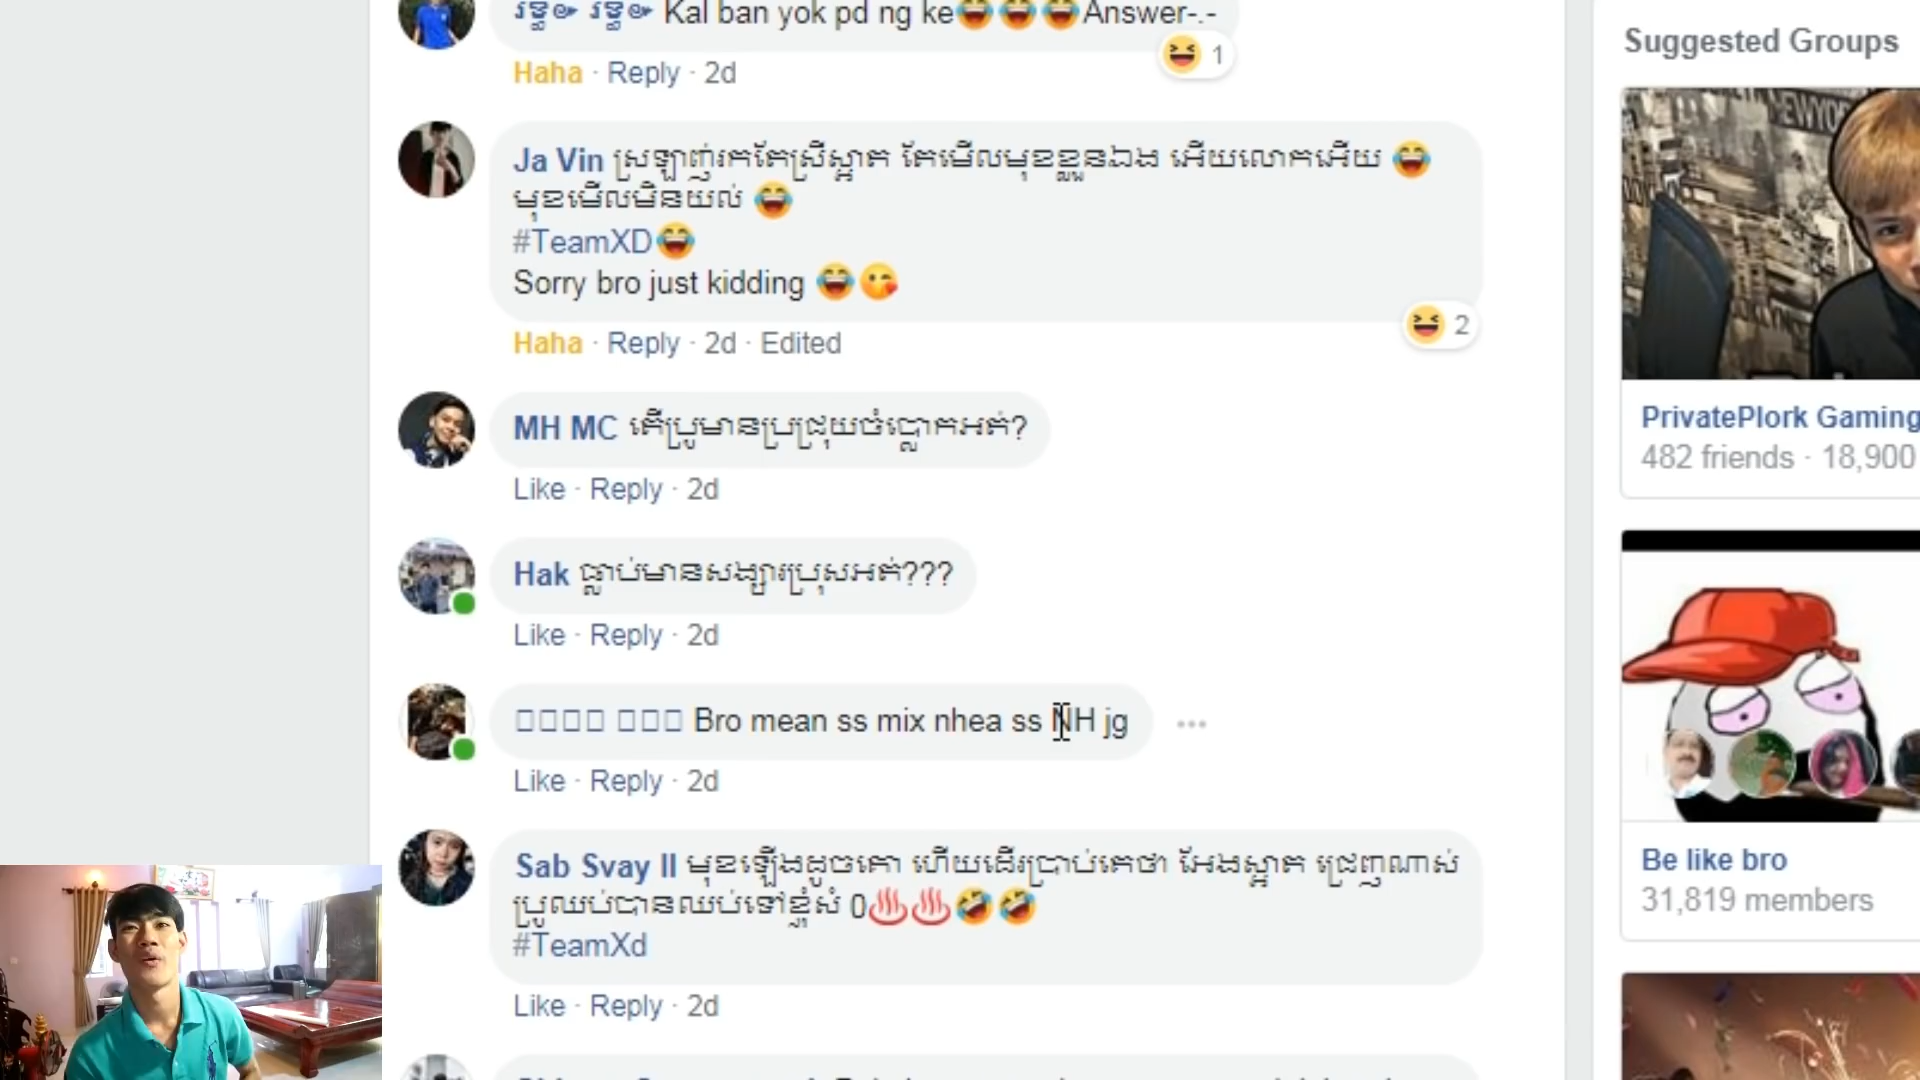 Kal ban yok pd ng ke😂😂😂Answer-.-
😆 1
Haha · Reply · 2d
Suggested Groups
Ja Vin ស្រឡាញ់រកតែស្រីស្អាត តែមើលមុខខ្លួនឯង អើយលោកអើយ 😂
មុខមើលមិនយល់ 😂
#TeamXD😂
Sorry bro just kidding 😂😘
😆 2
Haha · Reply · 2d · Edited
MH MC តើប្រូមានប្រជ្រុយចំប្លោកអត់?
Like · Reply · 2d
PrivatePlork Gaming
482 friends · 18,900
Hak ធ្លាប់មានសង្សារប្រុសអត់???
Like · Reply · 2d
Bro mean ss mix nhea ss NH jg
Like · Reply · 2d
Sab Svay II មុខឡើងដូចគោ ហើយដើរប្រាប់គេថា អែងស្អាត ជ្រេញណាស់
ប្រូឈប់បានឈប់ទៅខ្ញុំសំ 0♨️♨️🤣🤣
#TeamXd
Like · Reply · 2d
Be like bro
31,819 members